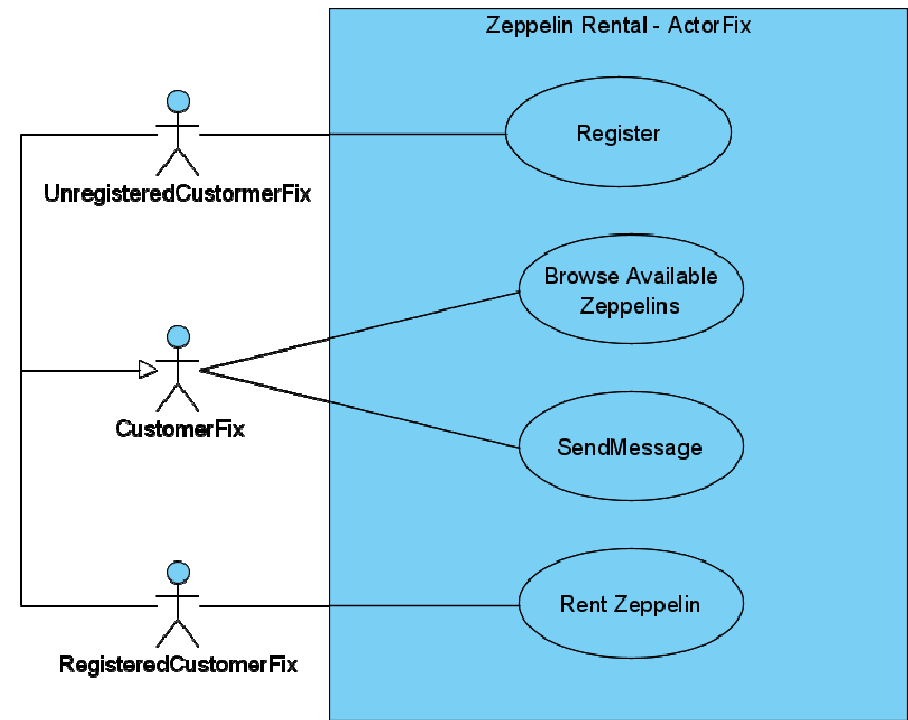 Zeppelin Rental - ActorFix
Register
UnregisteredCustormerFix
Browse Available
Zeppelins
CustomerFix
SendMessage
Rent Zeppelin
RegisteredCustomerFix